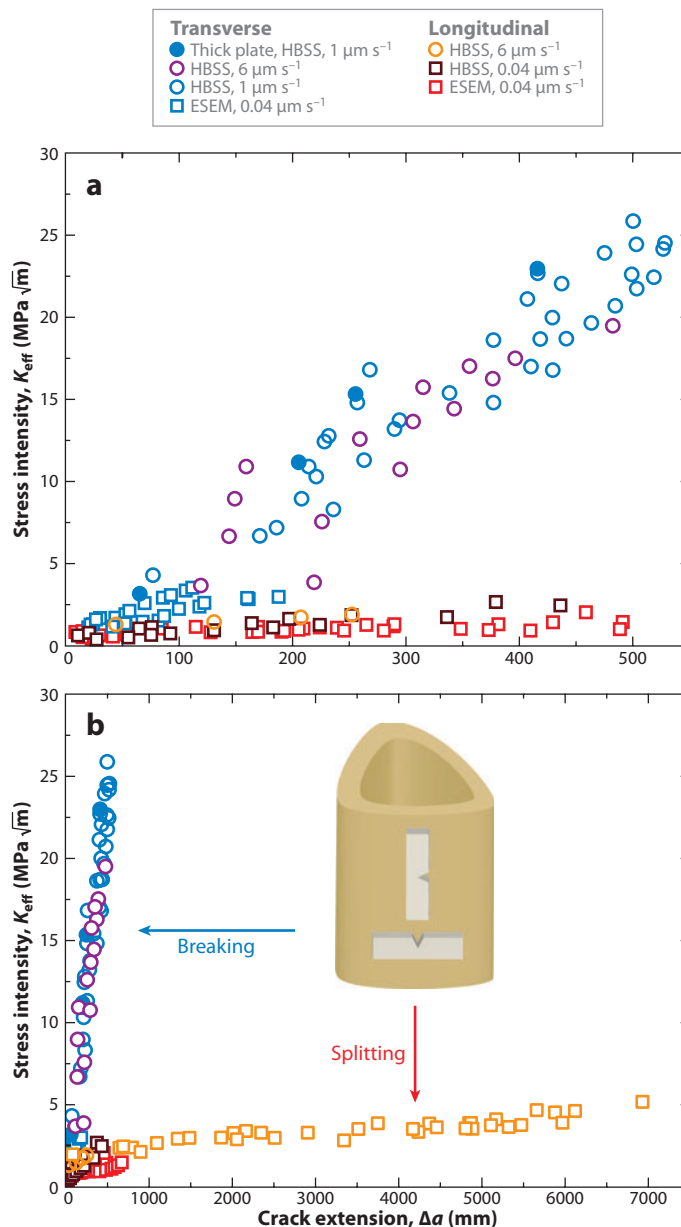 Transverse
Longitudinal
Thick plate, HBSS, 1 μm s⁻¹
HBSS, 6 μm s⁻¹
HBSS, 1 μm s⁻¹
ESEM, 0.04 μm s⁻¹
HBSS, 6 μm s⁻¹
HBSS, 0.04 μm s⁻¹
ESEM, 0.04 μm s⁻¹
a
30
25
20
15
10
5
0
Stress intensity, Keff (MPa √m)
100
200
300
400
500
b
30
25
20
15
10
5
0
Stress intensity, Keff (MPa √m)
Breaking
Splitting
0
1000
2000
3000
4000
5000
6000
7000
Crack extension, Δa (mm)